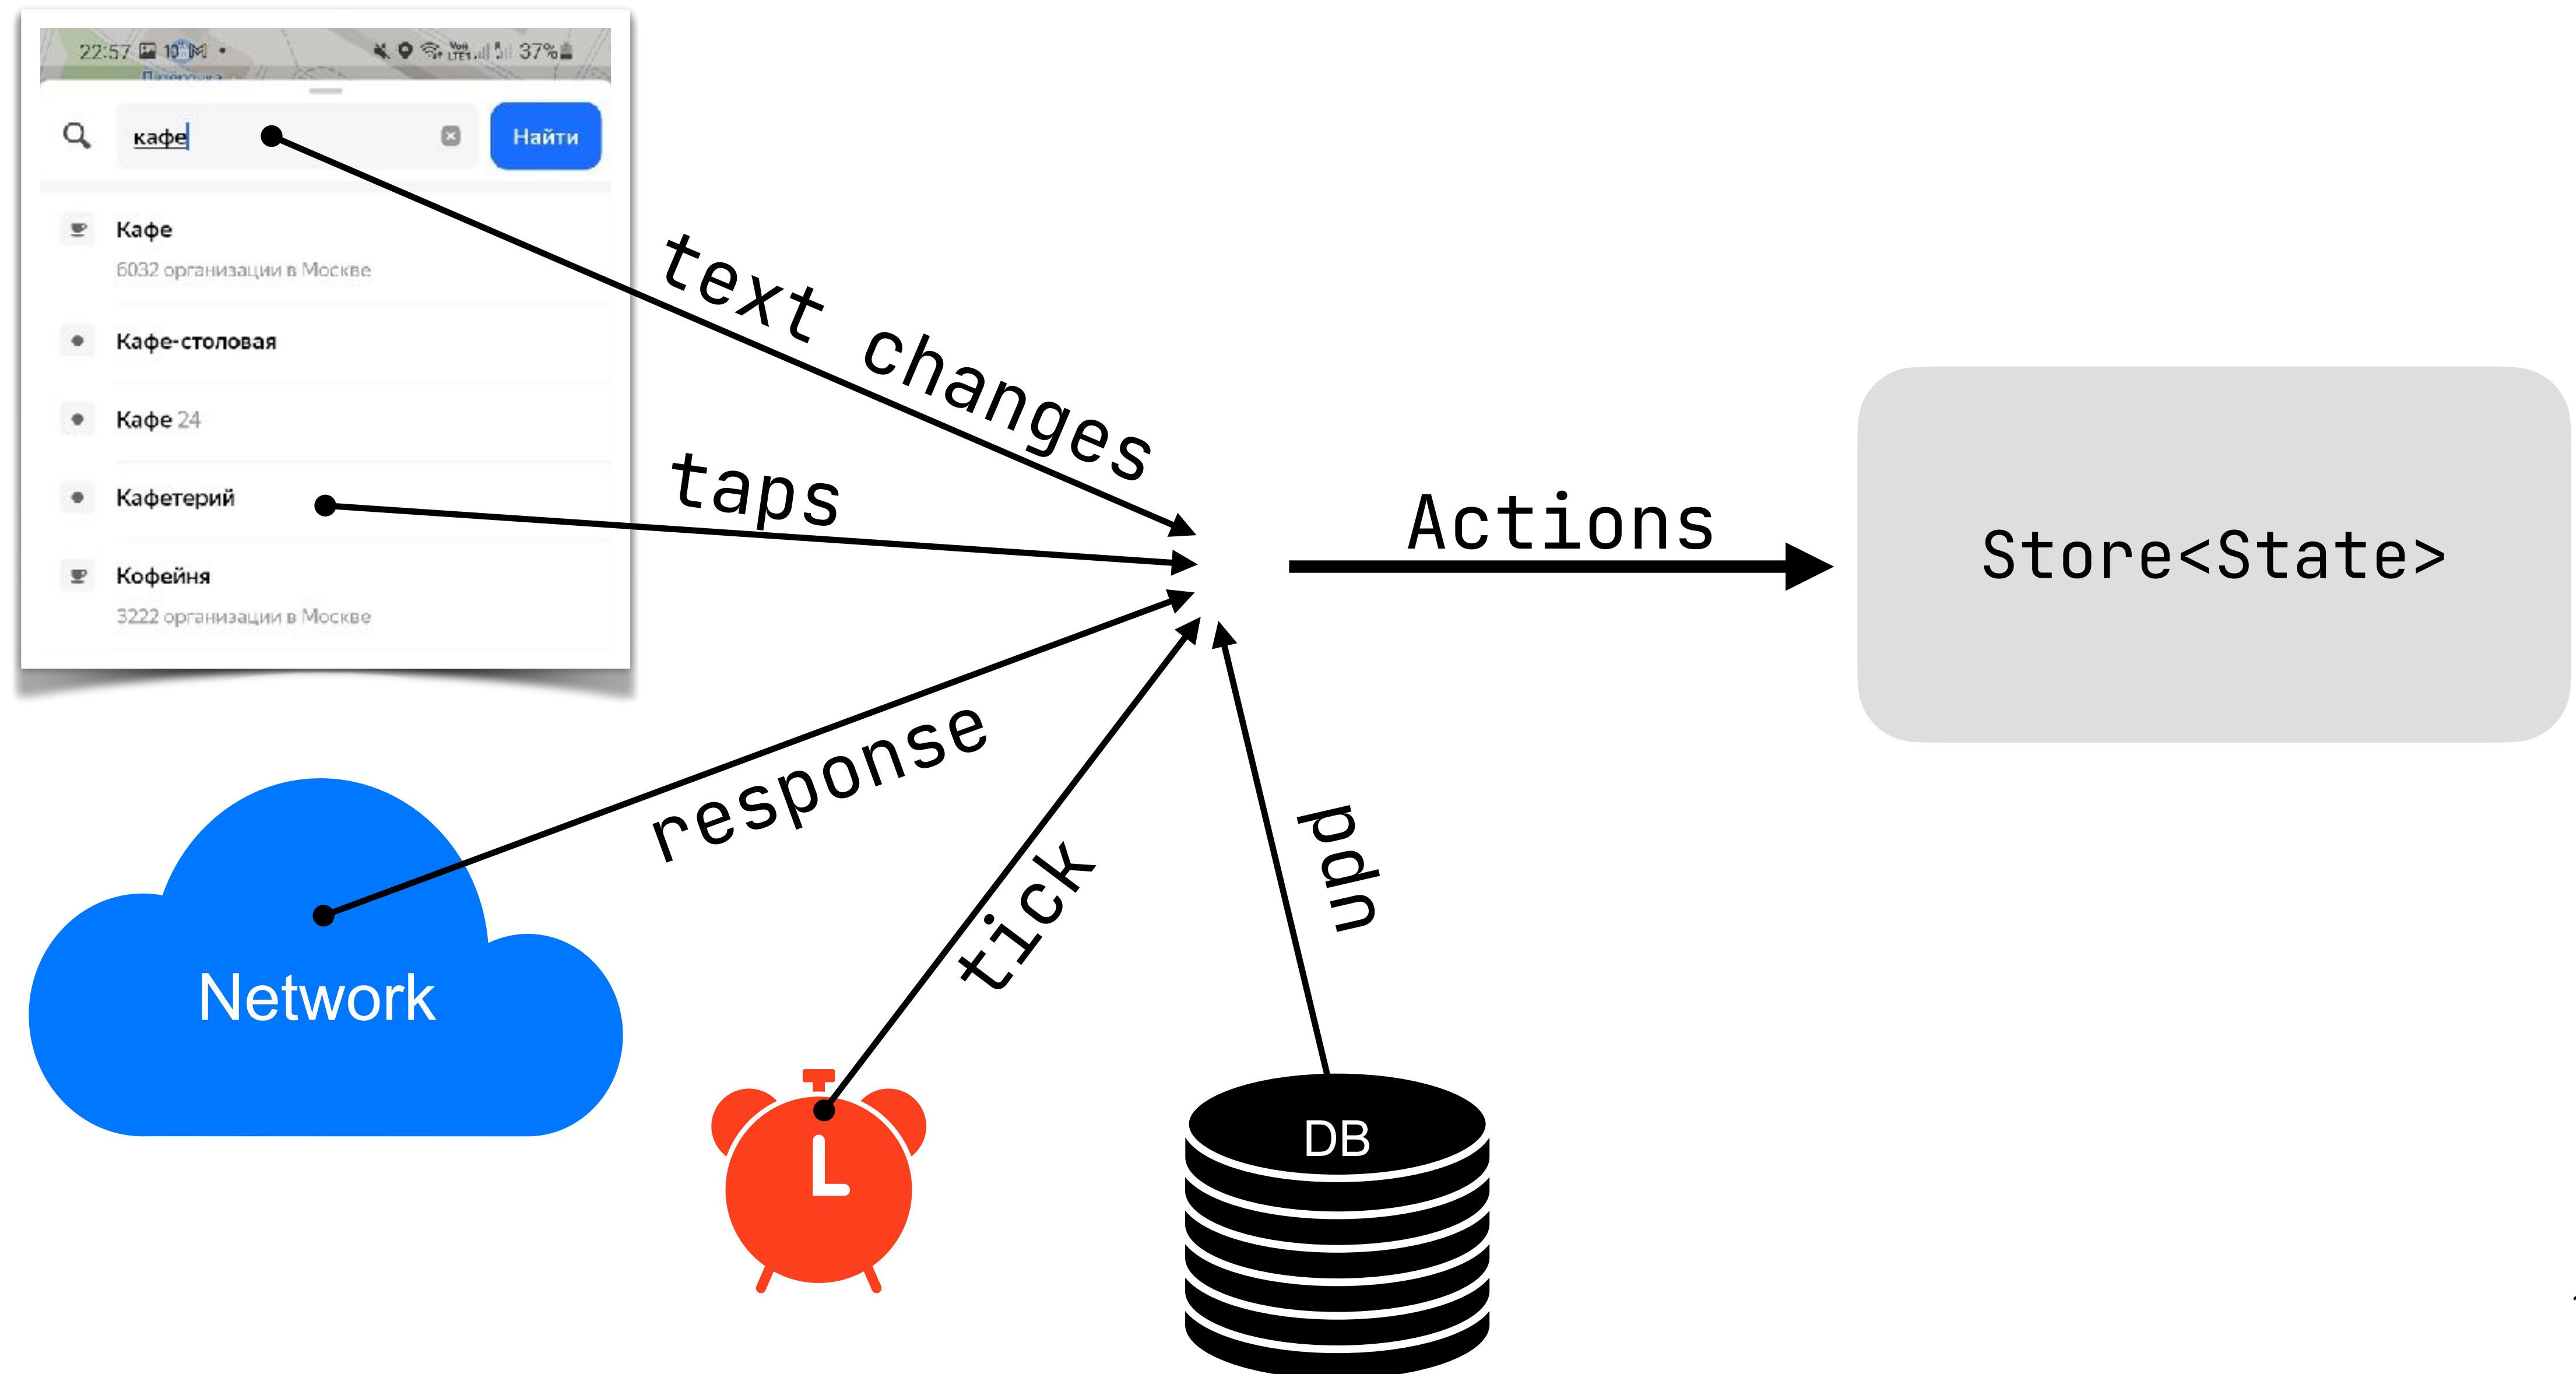 22:57
37%
кафе
Найти
Кафе
6032 организации в Москве
Кафе-столовая
Кафе 24
Кафетерий
Кофейня
3222 организации в Москве
text changes
taps
Actions
Store<State>
response
tick
upd
Network
DB